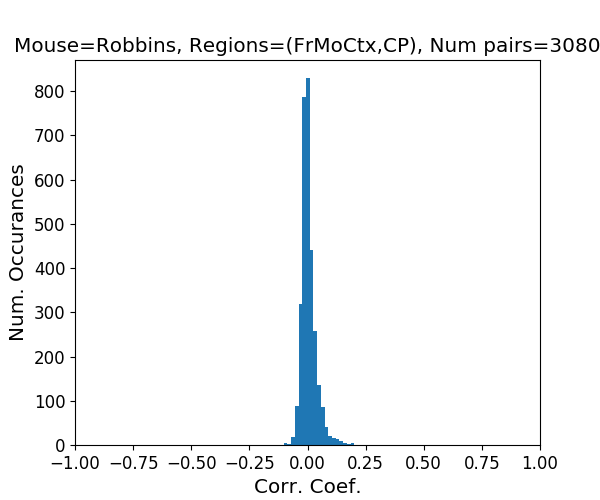 Mouse=Robbins, Regions=(FrMoCtx,CP), Num pairs=3080
Num. Occurances
800
700
600
500
400
300
200
100
0
−1.00 −0.75 −0.50 −0.25 0.00 0.25 0.50 0.75 1.00
Corr. Coef.